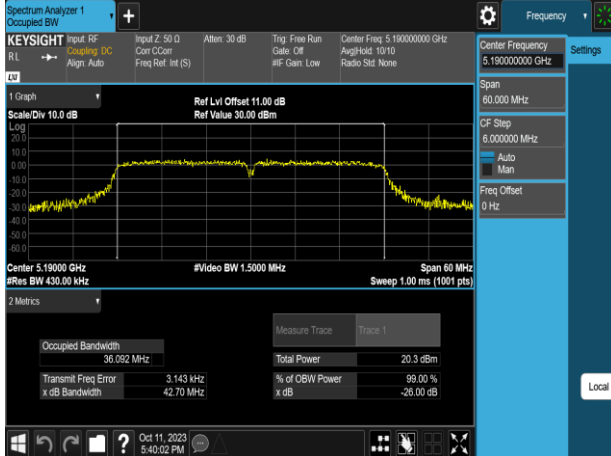 Spectrum Analyzer 1
Occupied BW
+
Frequency
KEYSIGHT
R L
Input: RF
Coupling: DC
Align: Auto
Input Z: 50 Ω
Corr CCorr
Freq Ref: Int (S)
Atten: 30 dB
Trig: Free Run
Gate: Off
#IF Gain: Low
Center Freq: 5.190000000 GHz
Avg|Hold: 10/10
Radio Std: None
LXI
Center Frequency
5.190000000 GHz
Settings
Span
60.000 MHz
CF Step
6.000000 MHz
Auto
Man
Freq Offset
0 Hz
Local
1 Graph
Scale/Div 10.0 dB
Ref Lvl Offset 11.00 dB
Ref Value 30.00 dBm
Log
20.0
10.0
0.00
-10.0
-20.0
-30.0
-40.0
-50.0
-60.0
Center 5.19000 GHz
#Res BW 430.00 kHz
#Video BW 1.5000 MHz
Span 60 MHz
Sweep 1.00 ms (1001 pts)
2 Metrics
Measure Trace
Trace 1
Occupied Bandwidth
36.092 MHz
Total Power
20.3 dBm
Transmit Freq Error
3.143 kHz
% of OBW Power
99.00 %
x dB Bandwidth
42.70 MHz
x dB
-26.00 dB
?
Oct 11, 2023
5:40:02 PM